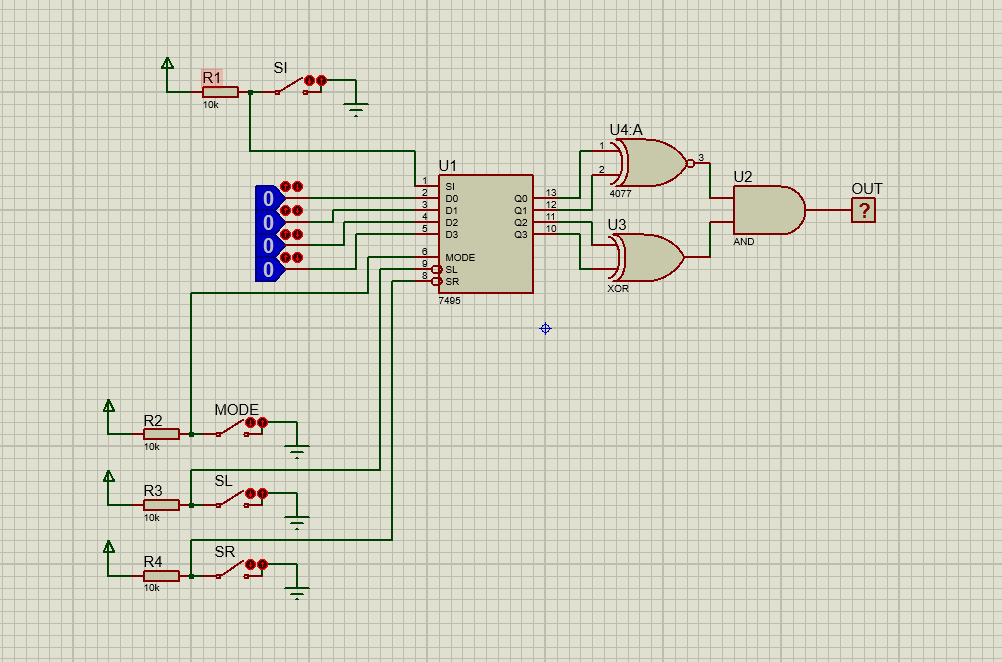 SI
R1
10k
U4:A
1
3
2
4077
U1
U2
OUT
?
AND
1 SI
2 D0 Q0 13
3 D1 Q1 12
4 D2 Q2 11
5 D3 Q3 10
6 MODE
9 SL
8 SR
7495
0
0
0
0
U3
XOR
MODE
R2
10k
SL
R3
10k
SR
R4
10k